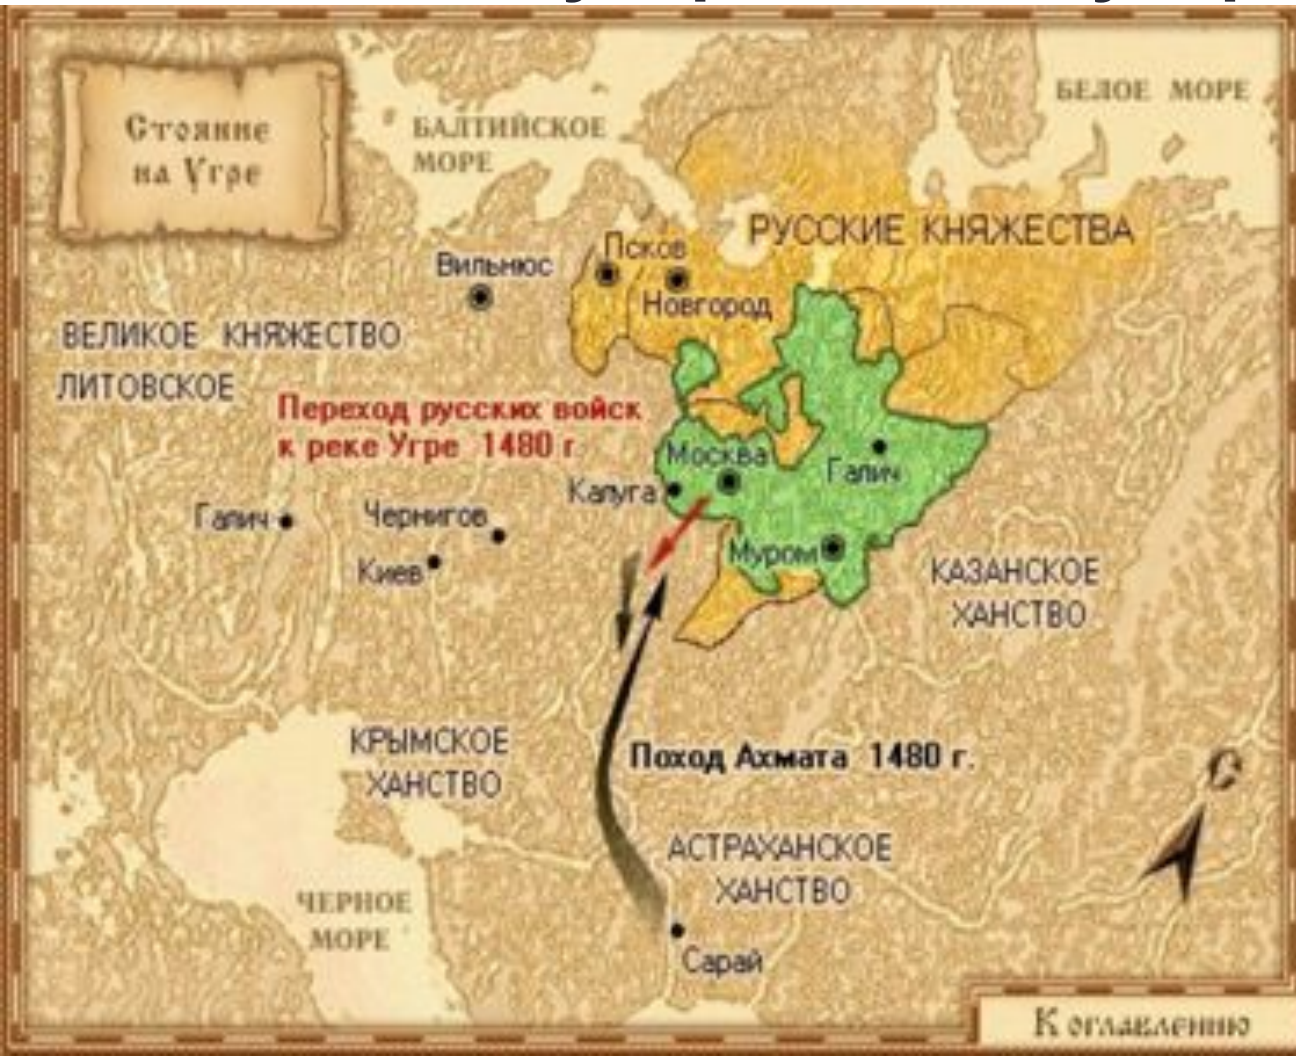 Стояние
на Угре
БАЛТИЙСКОЕ
МОРЕ
БЕЛОЕ МОРЕ
РУССКИЕ КНЯЖЕСТВА
Псков
Вильнюс
Новгород
ВЕЛИКОЕ КНЯЖЕСТВО
ЛИТОВСКОЕ
Переход русских войск
к реке Угре 1480 г
Москва
Галич
Калуга
Галич
Чернигов
Киев
Муром
КАЗАНСКОЕ
ХАНСТВО
КРЫМСКОЕ
ХАНСТВО
Поход Ахмата 1480 г.
С
АСТРАХАНСКОЕ
ХАНСТВО
ЧЕРНОЕ
МОРЕ
Сарай
К оглавлению